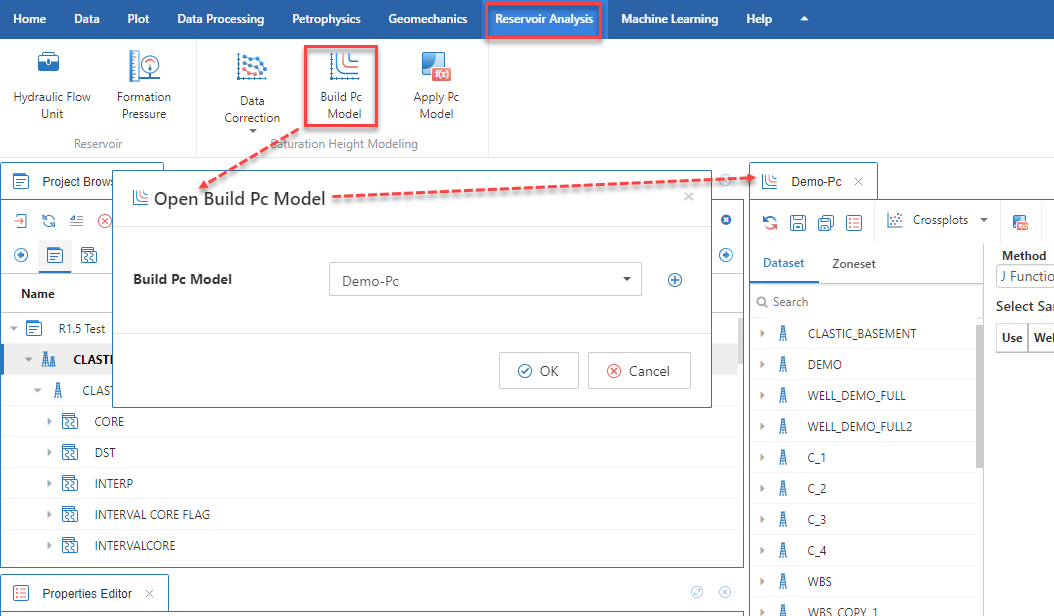 Home Data Plot Data Processing Petrophysics Geomechanics Reservoir Analysis Machine Learning Help
Hydraulic Flow Unit
Formation Pressure
Data Correction
Build Pc Model
Apply Pc Model
Reservoir
Saturation Height Modeling
Project Brows
Open Build Pc Model
Demo-Pc
Build Pc Model
Demo-Pc
OK
Cancel
Name
R1.5 Test
CLASTI
CLAST
CORE
DST
INTERP
INTERVAL CORE FLAG
INTERVALCORE
Properties Editor
Crossplots
Dataset Zoneset
Search
CLASTIC_BASEMENT
DEMO
WELL_DEMO_FULL
WELL_DEMO_FULL2
C_1
C_2
C_3
C_4
WBS
WBS_COPY_1
Method
J Functio
Select Sa
Use Wel